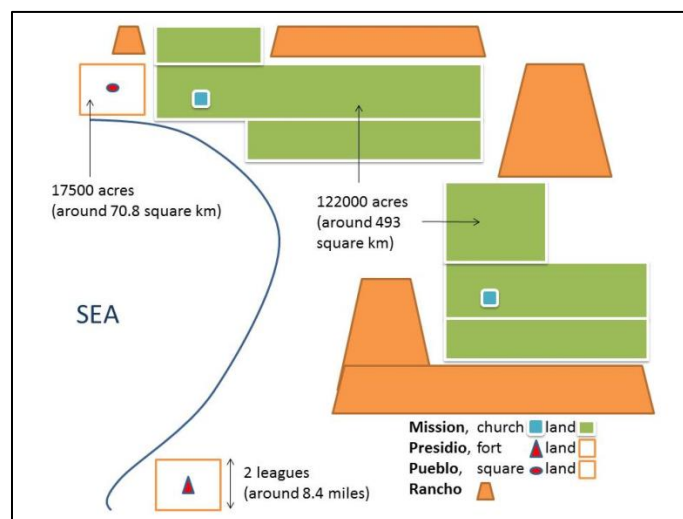 17500 acres
(around 70.8 square km)
122000 acres
(around 493
square km)
SEA
2 leagues
(around 8.4 miles)
Mission, church land
Presidio, fort land
Pueblo, square land
Rancho